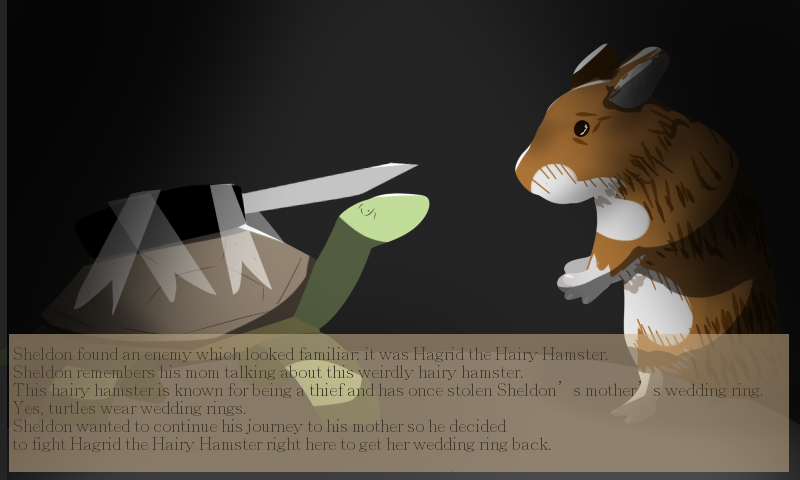 Sheldon found an enemy which looked familiar: it was Hagrid the Hairy Hamster.
Sheldon remembers his mom talking about this weirdly hairy hamster.
This hairy hamster is known for being a thief and has once stolen Sheldon’s mother’s wedding ring.
Yes, turtles wear wedding rings.
Sheldon wanted to continue his journey to his mother so he decided
to fight Hagrid the Hairy Hamster right here to get her wedding ring back.